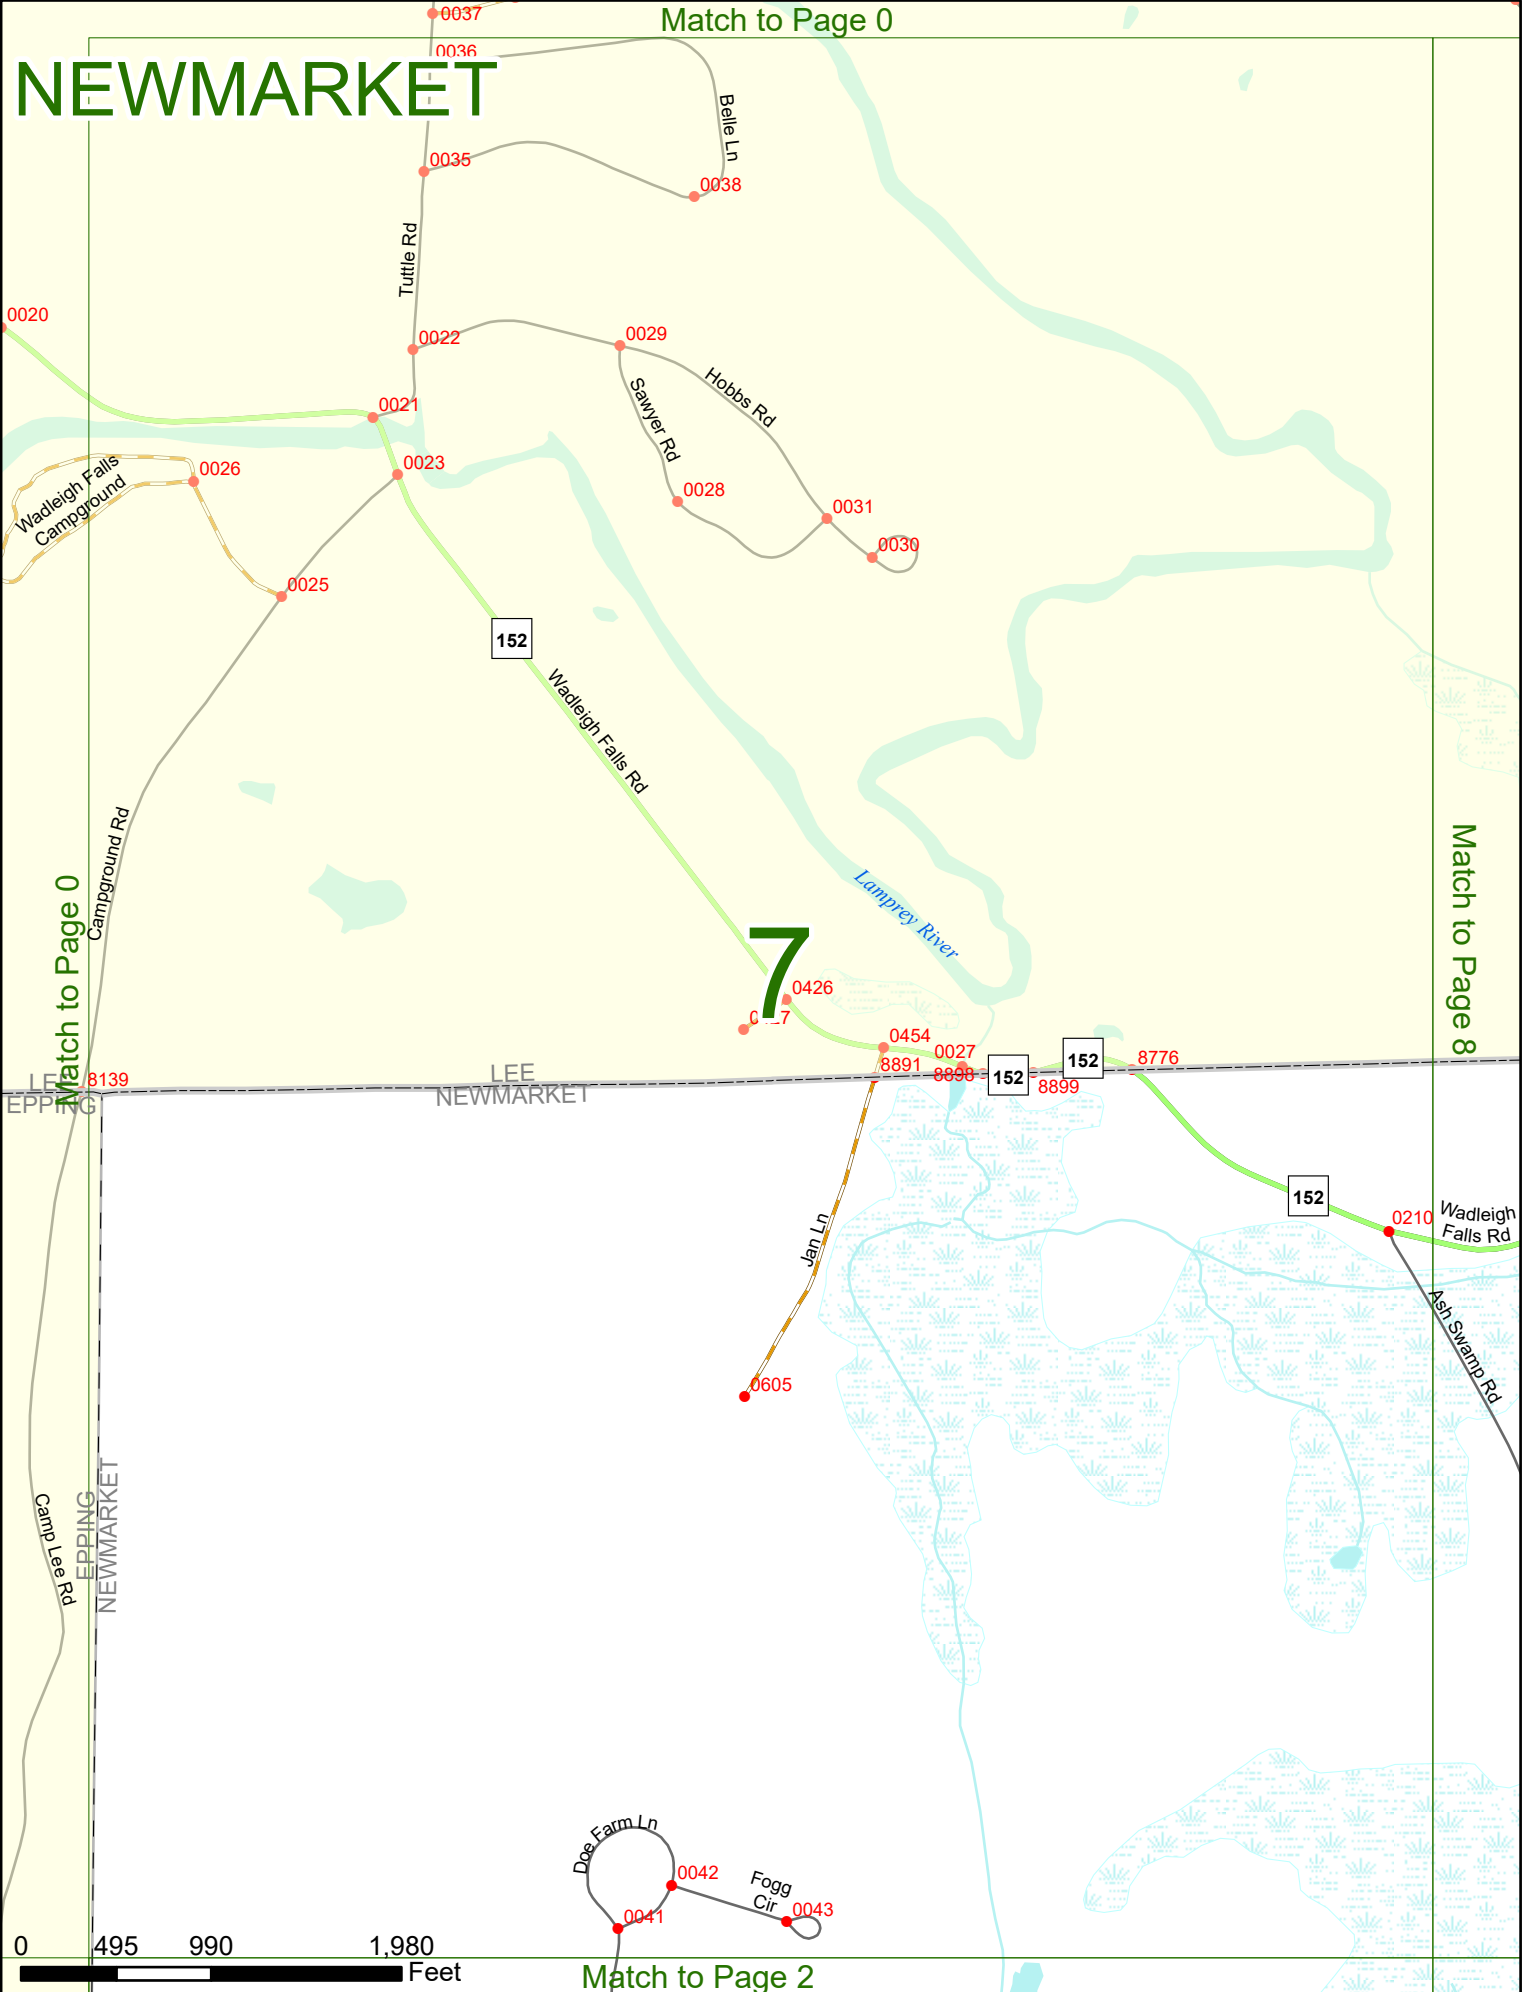 Match to Page 0
0037
0036
NEWMARKET
Belle Ln
0035
0038
Tuttle Rd
0020
0022
0029
Hobbs Rd
Sawyer Rd
0021
0023
0026
Wadleigh Falls
Campground
0028
0031
0030
0025
152
Wadleigh Falls Rd
Campground Rd
Match to Page 0
Match to Page 8
Lamprey River
7
0426
0454
0027
8891
8898
152
152
8776
8899
8139
LEE
EPPING
LEE
NEWMARKET
152
0210
Wadleigh
Falls Rd
Jan Ln
Ash Swamp Rd
0605
Camp Lee Rd
EPPING
NEWMARKET
Doe Farm Ln
0042
Fogg
Cir
0043
0041
0 495 990 1,980
Feet
Match to Page 2